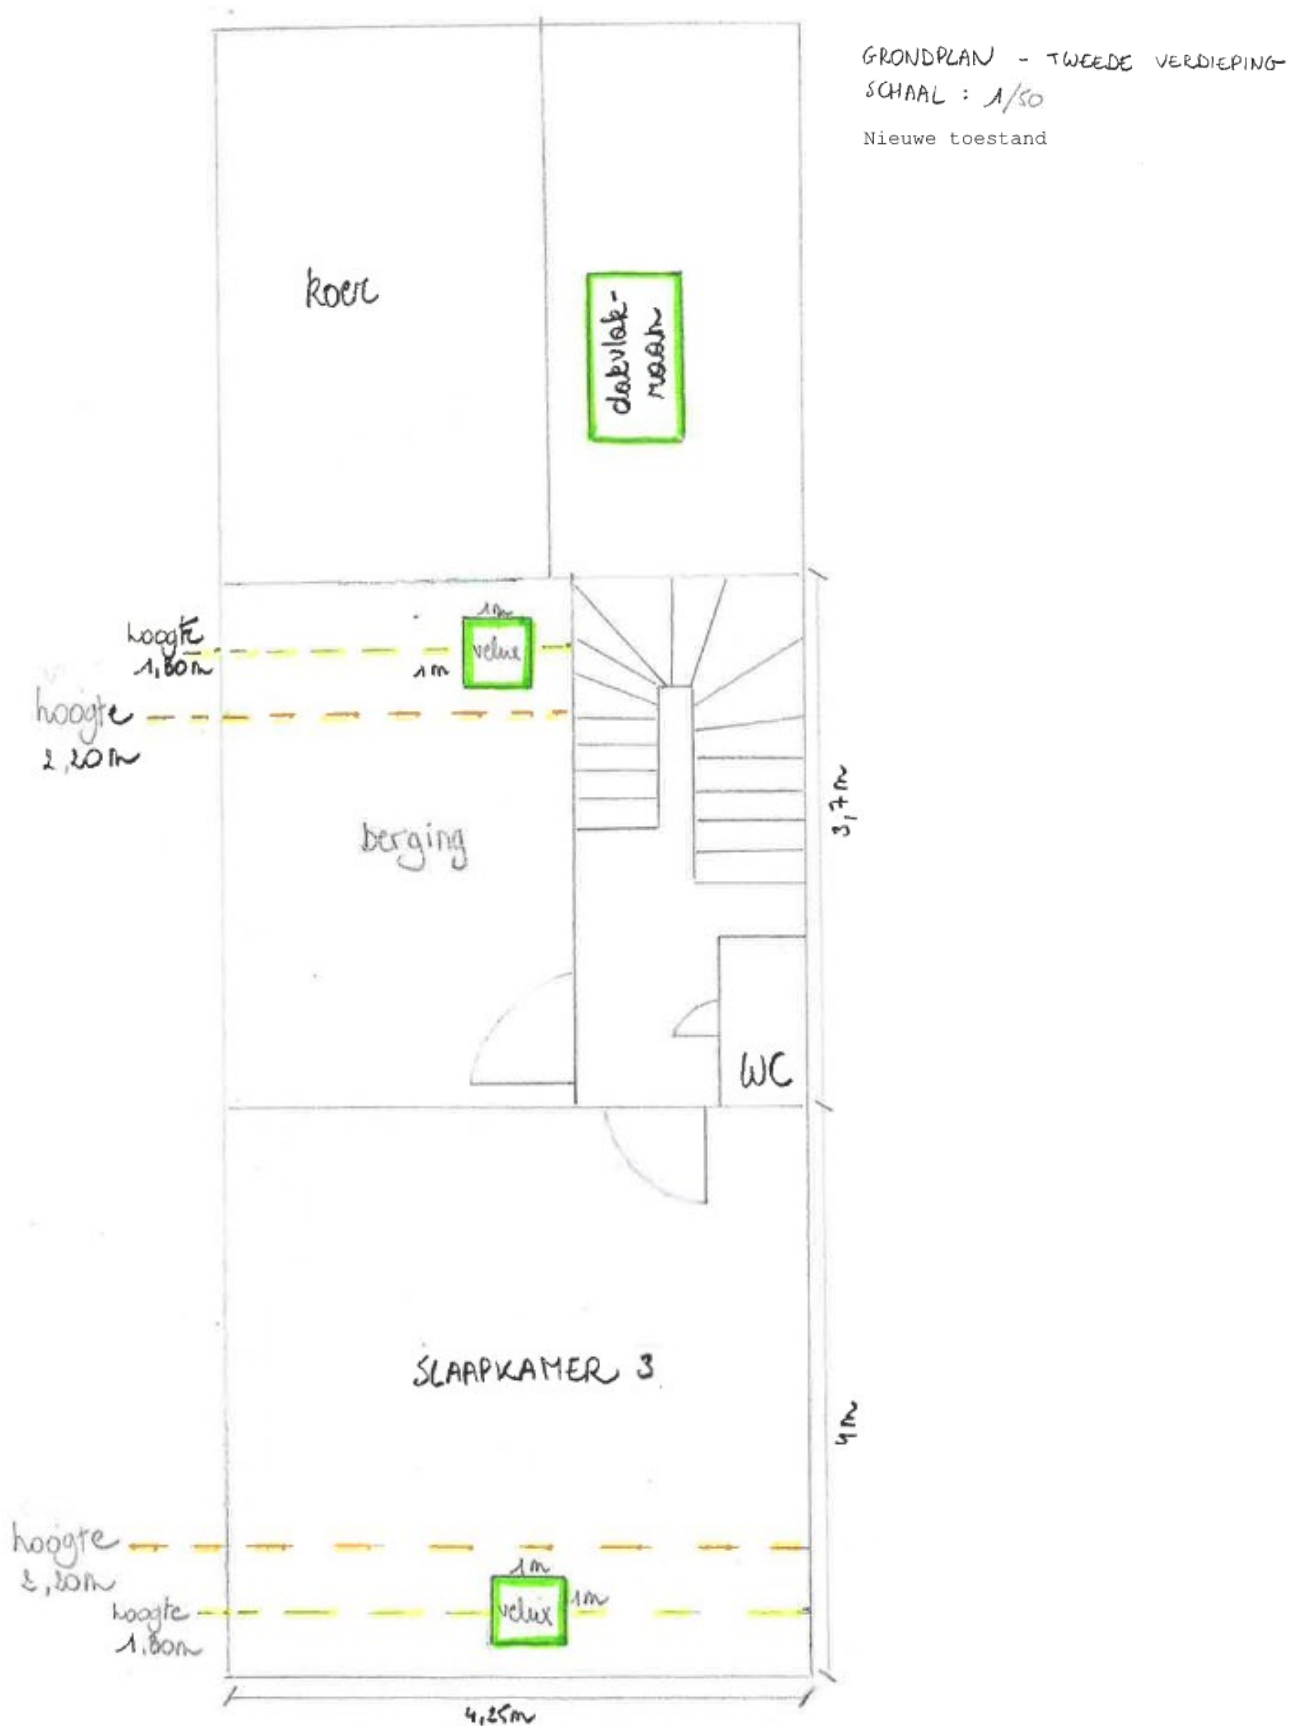 GRONDPLAN - TWEEDE VERDIEPING
SCHAAL : 1/50
Nieuwe toestand
koer
dakvlak-
raam
1m
hoogte
1,80m
velux
1m
hoogte
2,20m
3,7m
berging
WC
SLAAPKAMER 3
4m
hoogte
2,20m
1m
1m
velux
hoogte
1,80m
4,25m